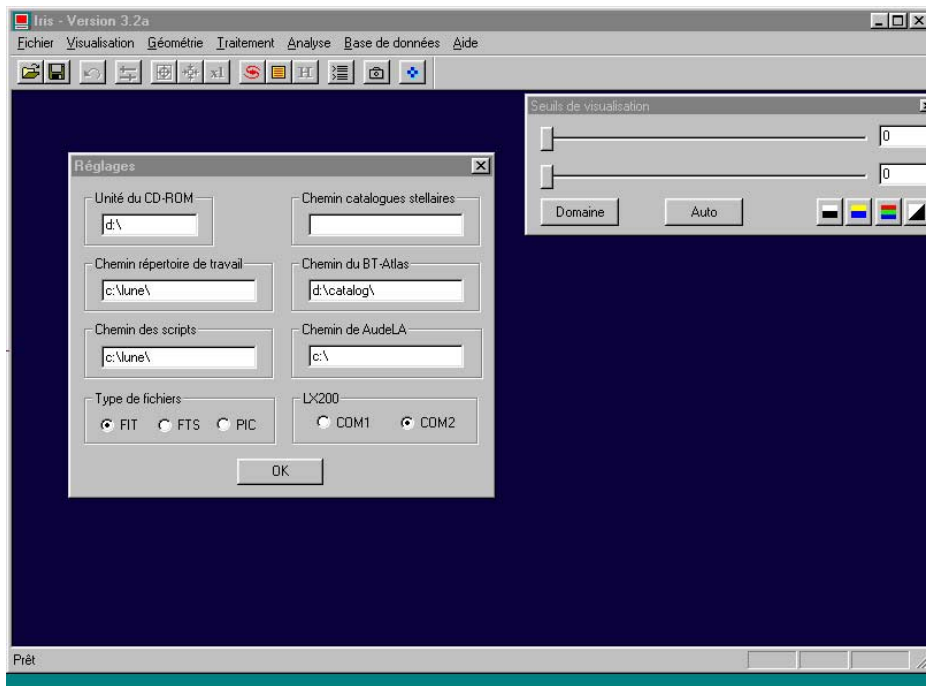 Iris - Version 3.2a
Fichier Visualisation Géométrie Traitement Analyse Base de données Aide
x1 H
Seuils de visualisation
0
0
Domaine Auto
Réglages
Unité du CD-ROM
d:\
Chemin catalogues stellaires
Chemin répertoire de travail
c:\lune\
Chemin du BT-Atlas
d:\catalog\
Chemin des scripts
c:\lune\
Chemin de AudeLA
c:\
Type de fichiers
FIT FTS PIC
LX200
COM1 COM2
OK
Prêt